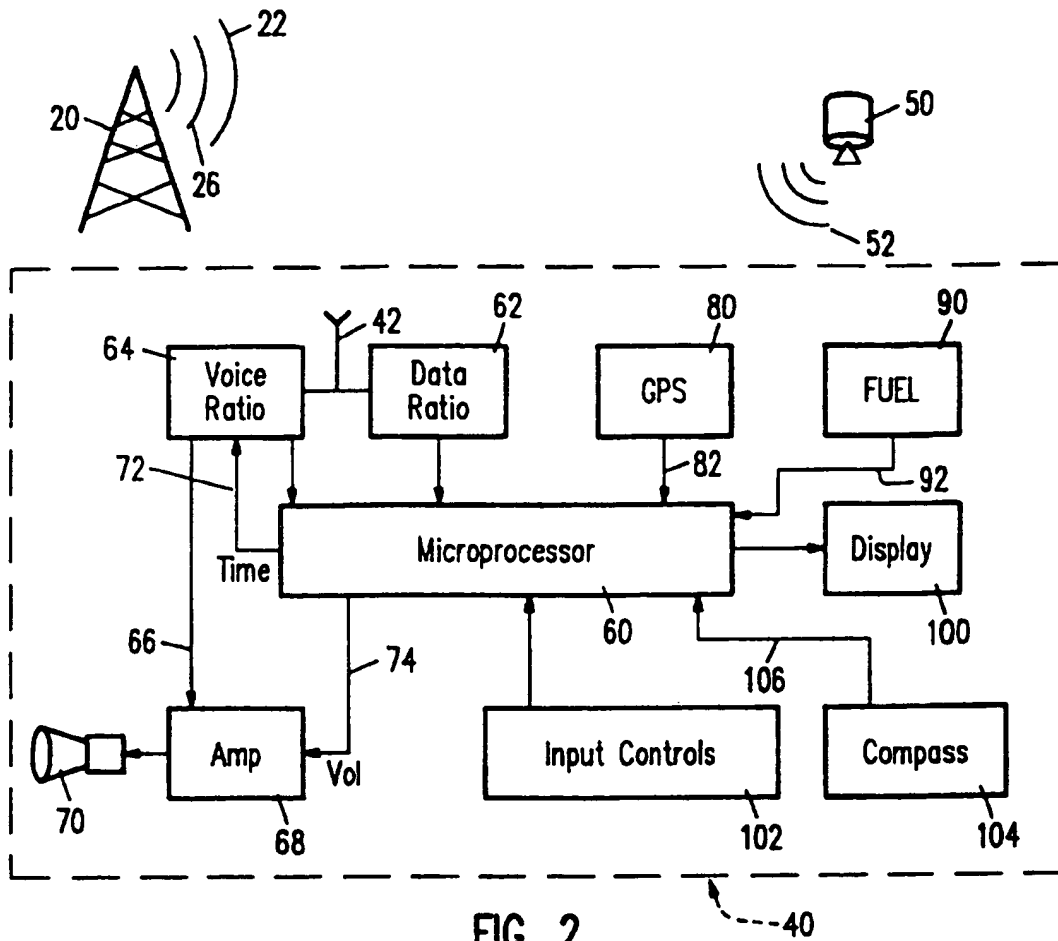 22
20
26
50
52
64
42
62
80
90
Voice
Ratio
Data
Ratio
GPS
FUEL
72
82
92
Time
Microprocessor
Display
66
74
60
106
100
Amp
Vol
Input Controls
Compass
70
68
102
104
40
FIG. 2